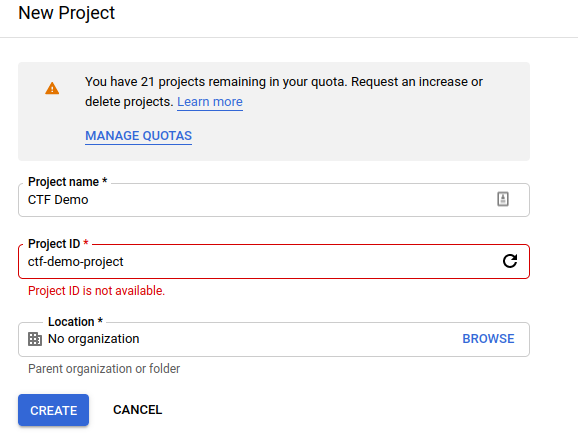 New Project
You have 21 projects remaining in your quota. Request an increase or
delete projects. Learn more
MANAGE QUOTAS
Project name *
CTF Demo
Project ID *
ctf-demo-project
Project ID is not available.
Location *
No organization BROWSE
Parent organization or folder
CREATE CANCEL